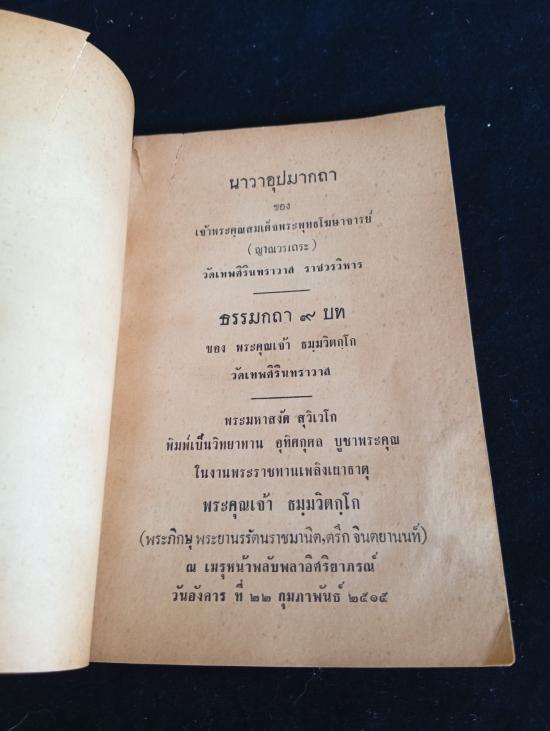 นาวาอุปมากถา
ของ
เจ้าพระคุณสมเด็จพระพุทธโฆษาจารย์
(ญาณวรเถระ)
วัดเทพศิรินทราวาส ราชวรวิหาร
ธรรมกถา ๙ บท
ของ พระคุณเจ้า ธมฺมวิตกฺโก
วัดเทพศิรินทราวาส
พระมหาสงัด สุวิเวโก
พิมพ์เป็นวิทยาทาน อุทิศกุศล บูชาพระคุณ
ในงานพระราชทานเพลิงเผาธาตุ
พระคุณเจ้า ธมฺมวิตกฺโก
(พระภิกษุ พระยานรรัตนราชมานิต,ตรึก จินตยานนท์)
ณ เมรุหน้าพลับพลาอิศริยาภรณ์
วันอังคาร ที่ ๒๒ กุมภาพันธ์ ๒๕๑๕